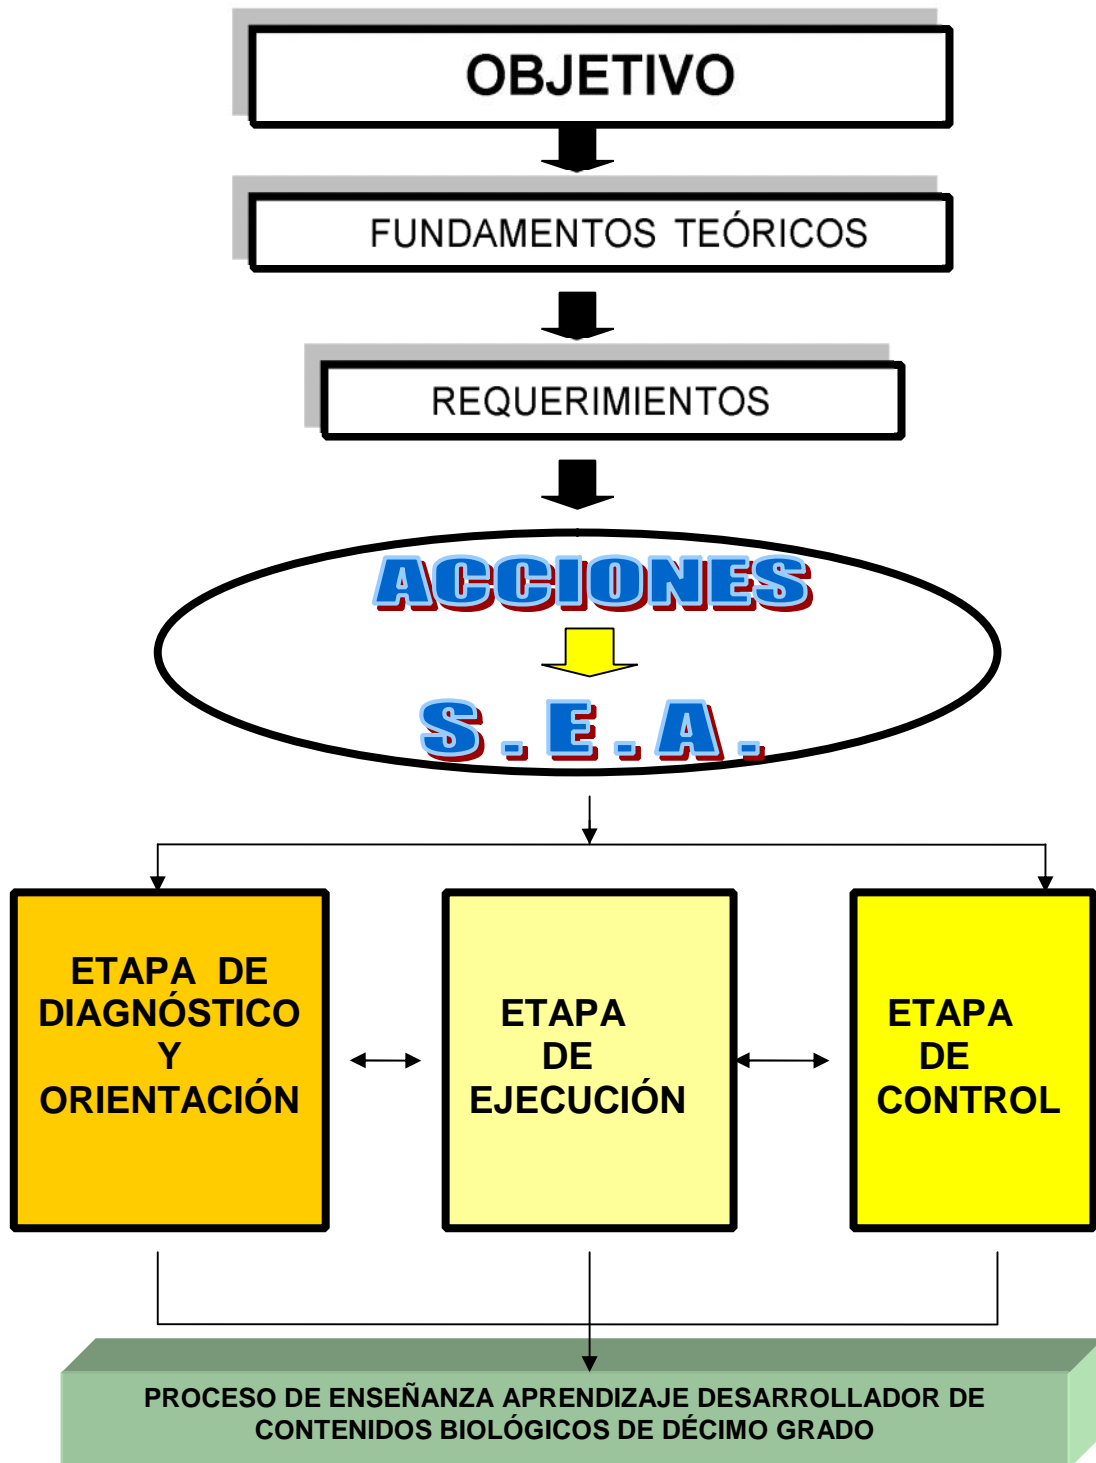 OBJETIVO
FUNDAMENTOS TEÓRICOS
REQUERIMIENTOS
ACCIONES
S.E.A.
ETAPA DE
DIAGNÓSTICO
Y
ORIENTACIÓN
ETAPA
DE
EJECUCIÓN
ETAPA
DE
CONTROL
PROCESO DE ENSEÑANZA APRENDIZAJE DESARROLLADOR DE
CONTENIDOS BIOLÓGICOS DE DÉCIMO GRADO